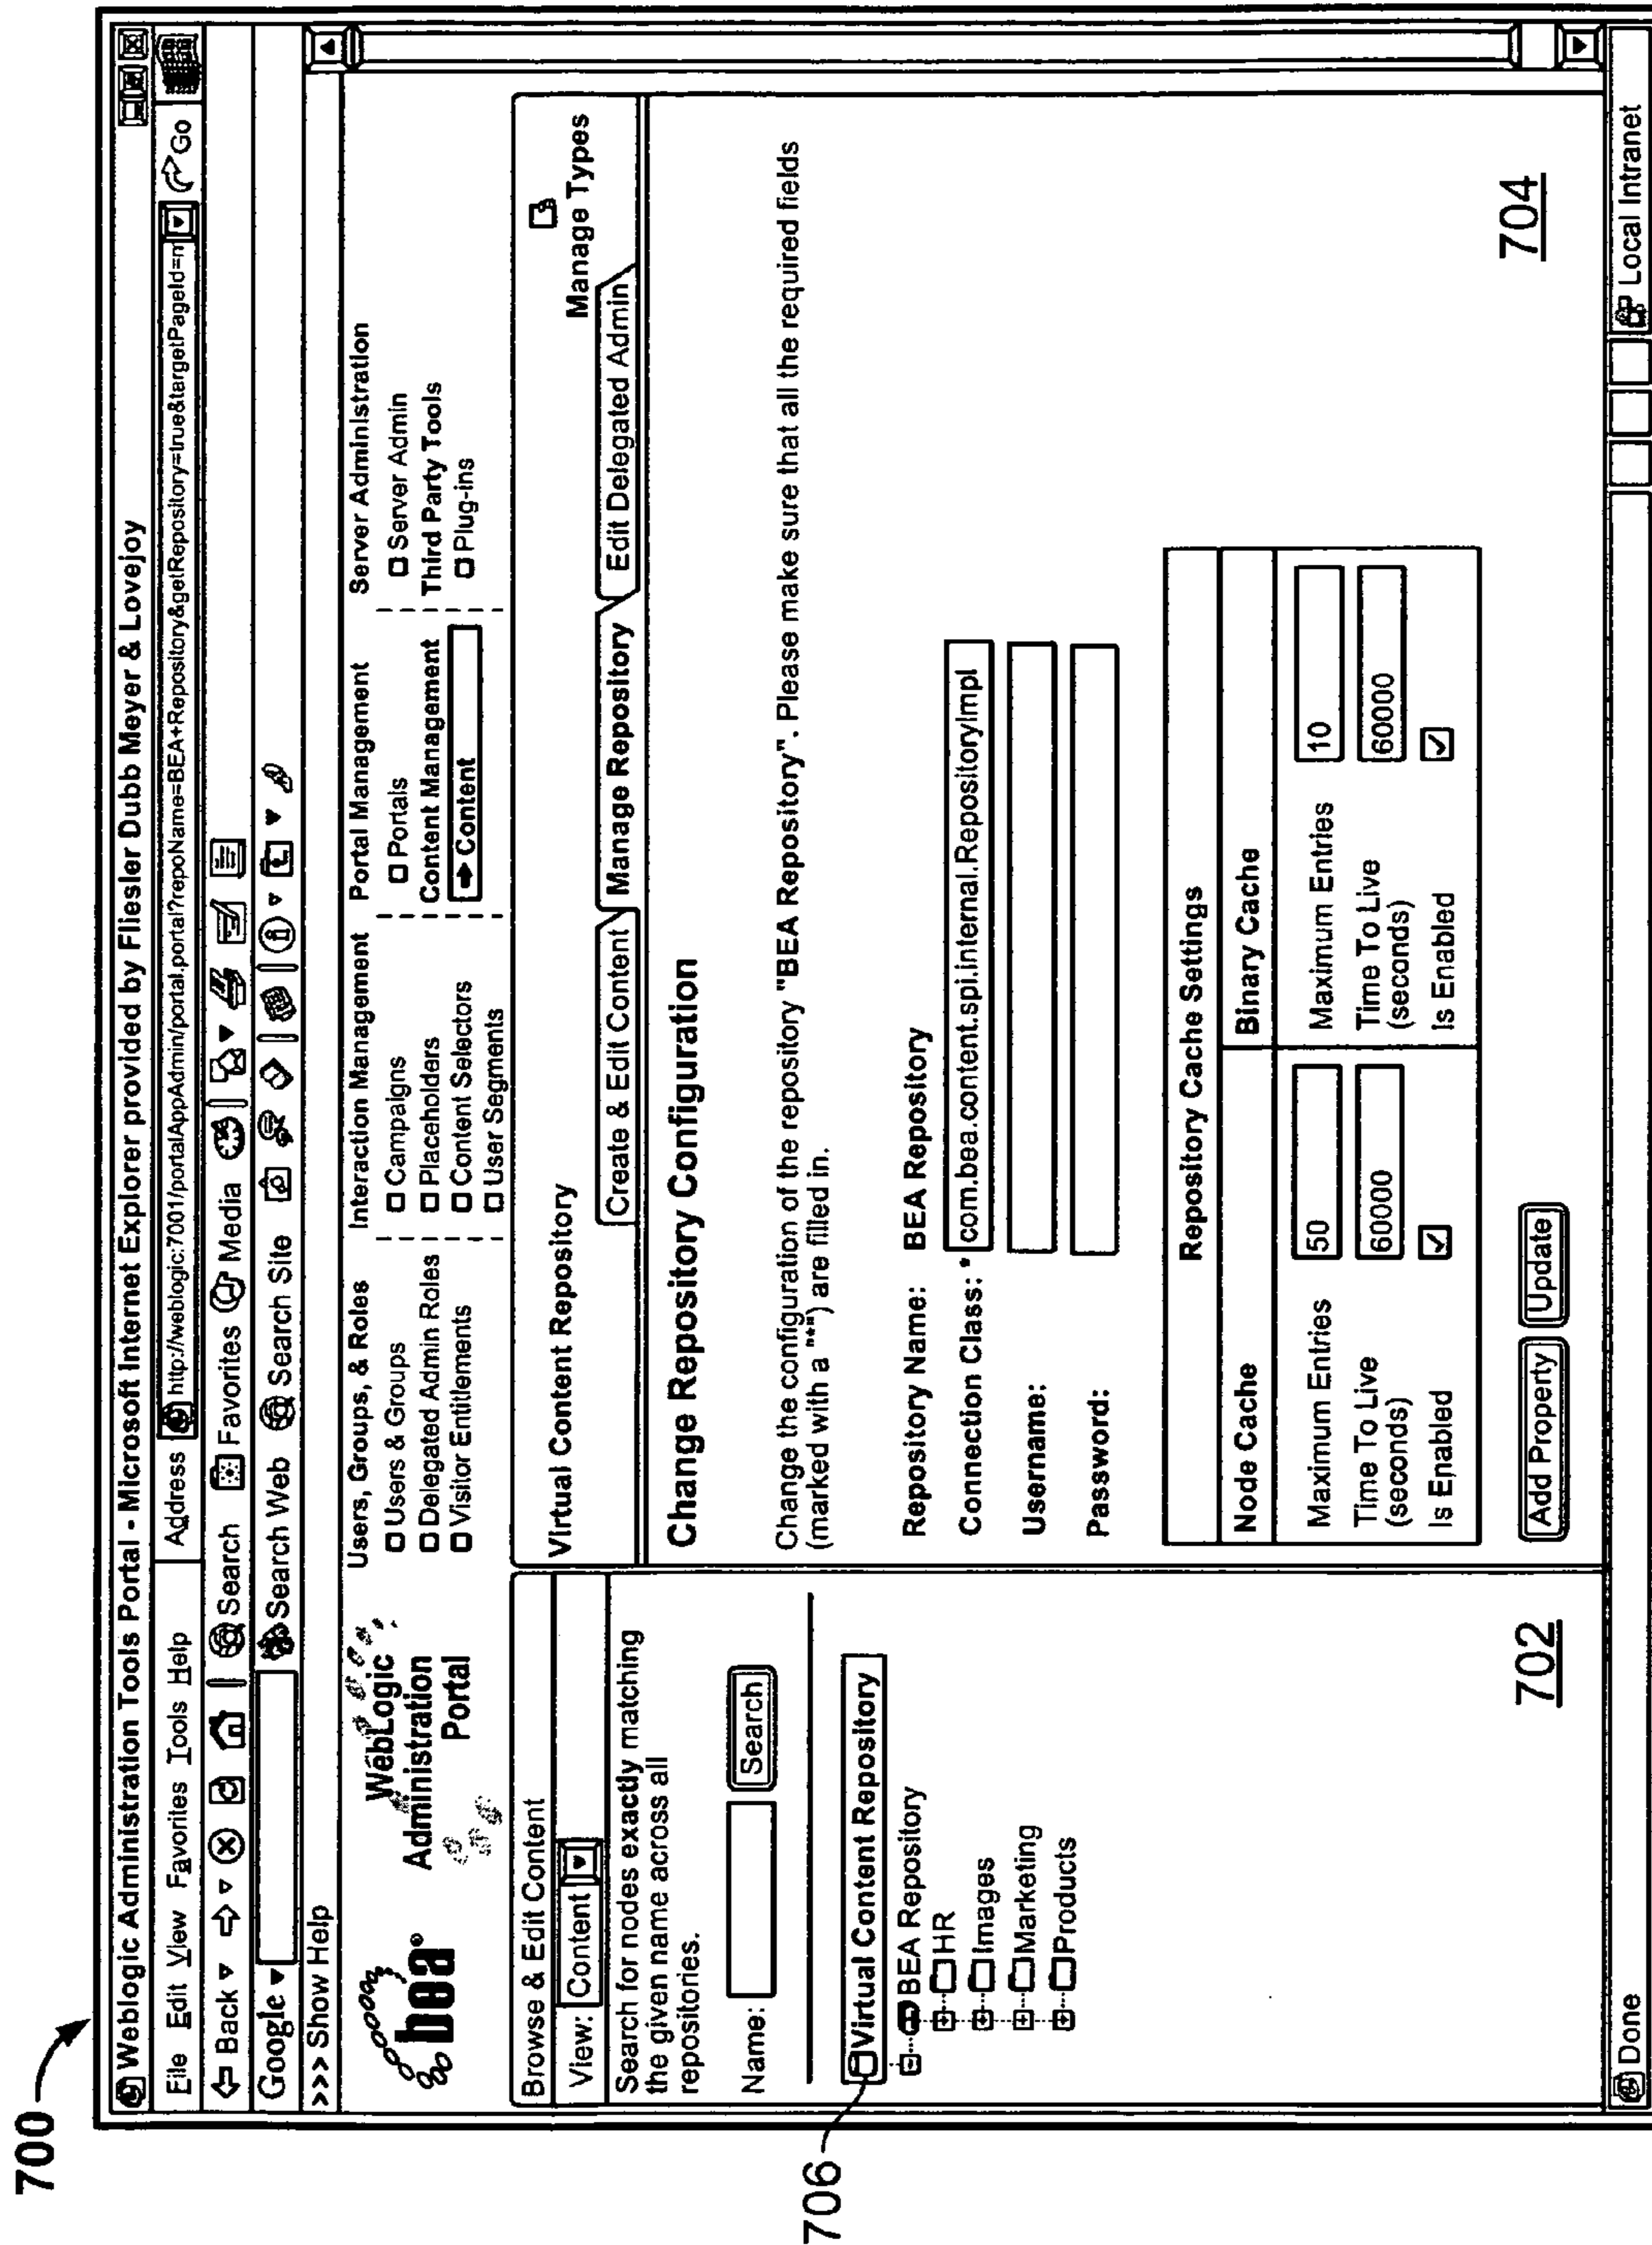 700
Weblogic Administration Tools Portal - Microsoft Internet Explorer provided by Fliesler Dubb Meyer & Lovejoy
File Edit View Favorites Tools Help
Address http://weblogic:7001/portalAppAdmin/portal.portal?repoName=BEA+Repository&getRepository=true&targetPageId=m Go
Back Search Favorites Media
Google Search Web Search Site
>>> Show Help
bea®
WebLogic
Administration
Portal
Users, Groups, & Roles
Users & Groups
Delegated Admin Roles
Visitor Entitlements
Interaction Management
Campaigns
Placeholders
Content Selectors
User Segments
Portal Management
Portals
Content Management
Content
Server Administration
Server Admin
Third Party Tools
Plug-ins
Browse & Edit Content
View: Content
Search for nodes exactly matching
the given name across all
repositories.
Name: Search
706
Virtual Content Repository
BEA Repository
HR
Images
Marketing
Products
702
Virtual Content Repository
Manage Types
Create & Edit Content Manage Repository Edit Delegated Admin
Change Repository Configuration
Change the configuration of the repository "BEA Repository". Please make sure that all the required fields
(marked with a "*") are filled in.
Repository Name: BEA Repository
Connection Class: * com.bea.content.spi.internal.RepositoryImpl
Username:
Password:
Repository Cache Settings
Node Cache Binary Cache
Maximum Entries 50 Maximum Entries 10
Time To Live 60000 Time To Live 60000
(seconds) (seconds)
Is Enabled Is Enabled
Add Property Update
704
Done Local Intranet